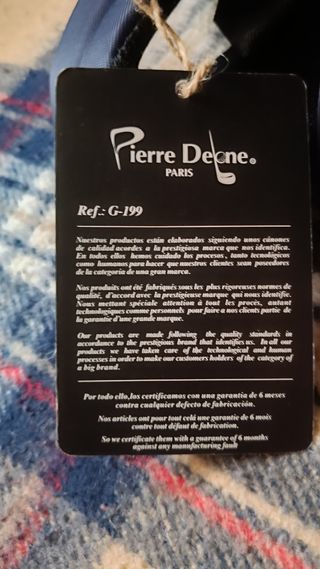 Pierre Delone.
PARIS
Ref.: G-199
Nuestros productos están elaborados siguiendo unos cánones
de calidad acordes a la prestigiosa marca que nos identifica.
En todos ellos hemos cuidado los procesos, tanto tecnológicos
como humanos para hacer que nuestros clientes sean poseedores
de la categoria de una gran marca.
Nos produits ont été fabriqués sous les plus rigoureuses normes de
qualité, d'accord avec la prestigieuse marque qui nous identifie.
Nous mettant spéciale attention á tout les procés, autant
technologiques comme personnels pour faire a nos clients partie de
la garantie d'une grande marque.
Our products are made following the quality standards in
accordance to the prestigious brand that identifies us. In all our
products we have taken care of the technological and human
processes in order to make our customers holders of the category of
a big brand.
Por todo ello,los certificamos con una garantia de 6 meses
contra cualquier defecto de fabricación.
Nos articles ont pour tout celá une garantie de 6 mois
contre tout défaut de fabrication.
So we certificate them with a guarantee of 6 months
against any manufacturing fault